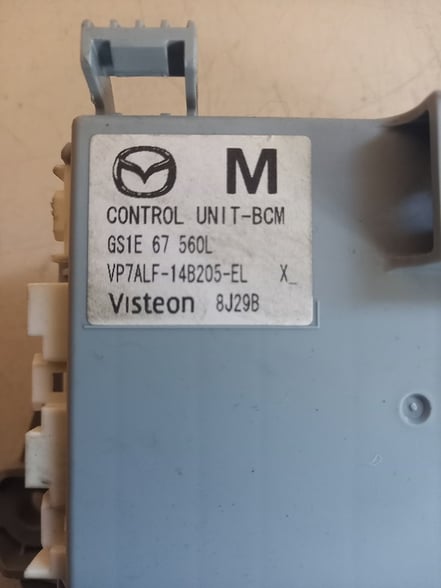 M
CONTROL UNIT-BCM
GS1E 67 560L
VP7ALF-14B205-EL X_
Visteon 8J29B